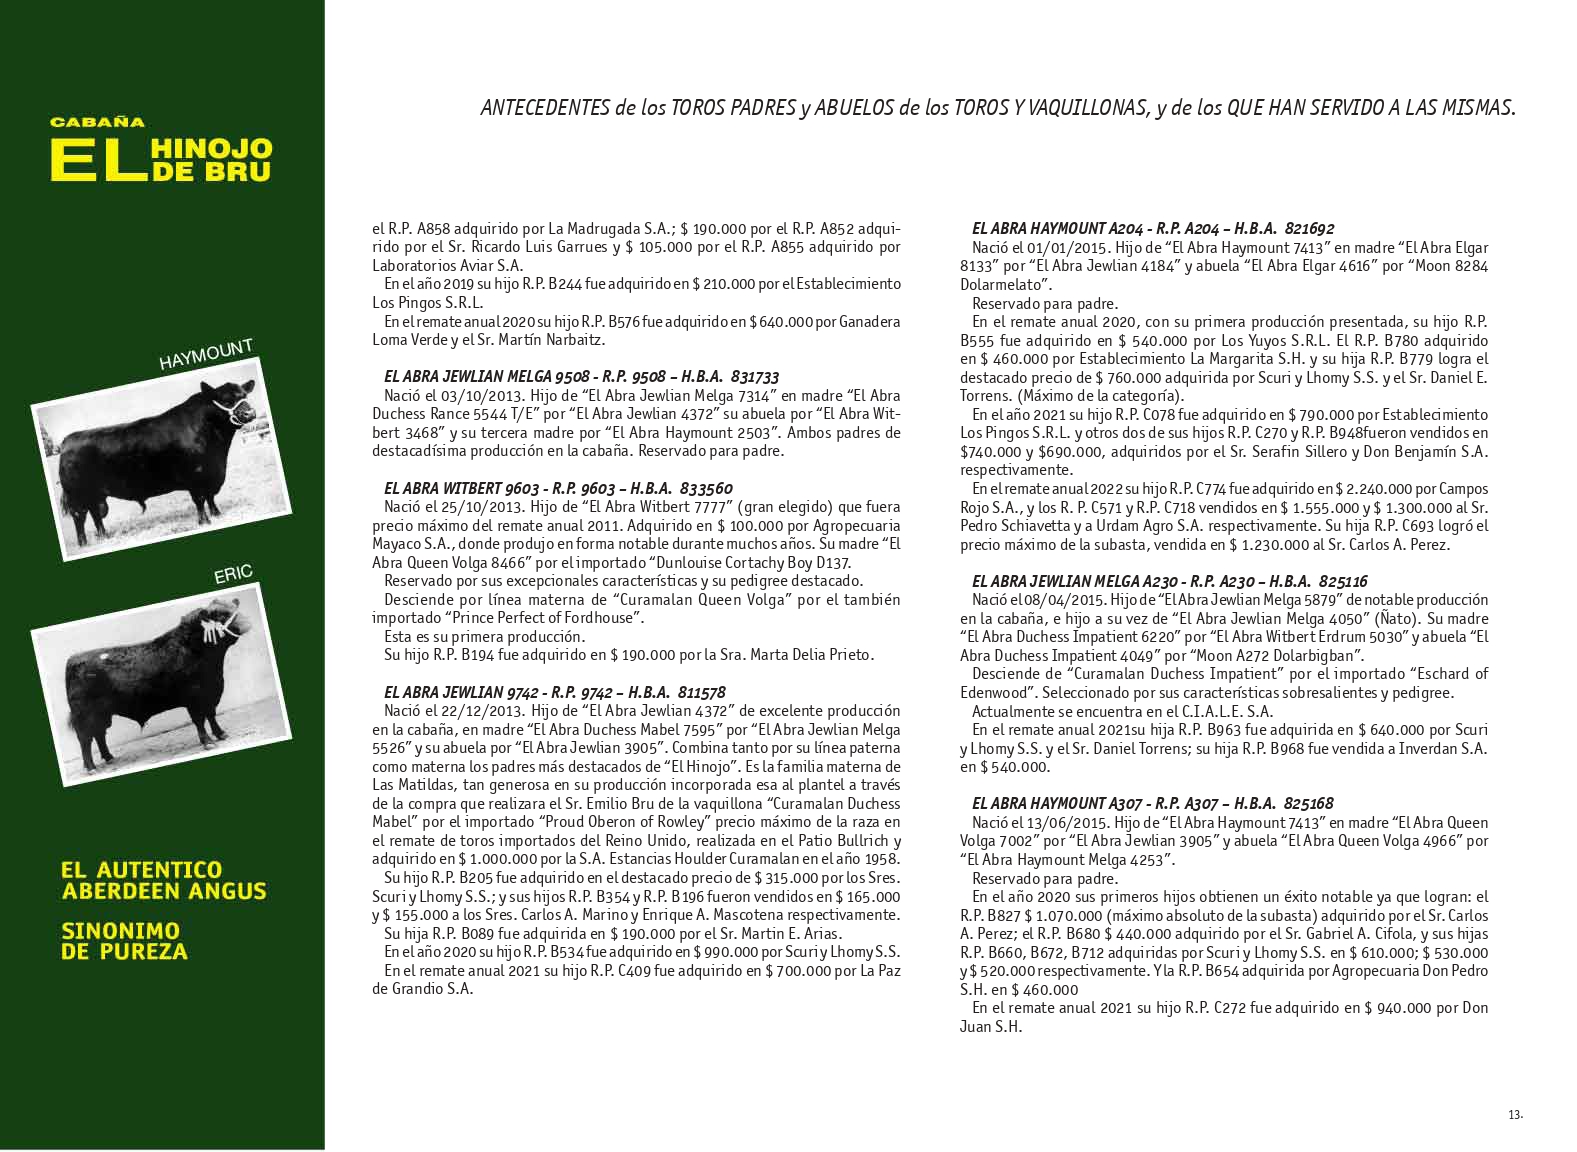 CABAÑA
EL HINOJO
DE BRU
HAYMOUNT
ERIC
EL AUTENTICO
ABERDEEN ANGUS
SINONIMO
DE PUREZA
ANTECEDENTES de los TOROS PADRES y ABUELOS de los TOROS Y VAQUILLONAS, y de los QUE HAN SERVIDO A LAS MISMAS.
el R.P. A858 adquirido por La Madrugada S.A.; $ 190.000 por el R.P. A852 adqui-
rido por el Sr. Ricardo Luis Garrues y $ 105.000 por el R.P. A855 adquirido por
Laboratorios Aviar S.A.
En el año 2019 su hijo R.P. B244 fue adquirido en $ 210.000 por el Establecimiento
Los Pingos S.R.L.
En el remate anual 2020 su hijo R.P. B576 fue adquirido en $ 640.000 por Ganadera
Loma Verde y el Sr. Martín Narbaitz.
EL ABRA JEWLIAN MELGA 9508 - R.P. 9508 – H.B.A. 831733
Nació el 03/10/2013. Hijo de “El Abra Jewlian Melga 7314” en madre “El Abra
Duchess Rance 5544 T/E” por “El Abra Jewlian 4372” su abuela por “El Abra Wit-
bert 3468” y su tercera madre por “El Abra Haymount 2503”. Ambos padres de
destacadísima producción en la cabaña. Reservado para padre.
EL ABRA WITBERT 9603 - R.P. 9603 – H.B.A. 833560
Nació el 25/10/2013. Hijo de “El Abra Witbert 7777” (gran elegido) que fuera
precio máximo del remate anual 2011. Adquirido en $ 100.000 por Agropecuaria
Mayaco S.A., donde produjo en forma notable durante muchos años. Su madre “El
Abra Queen Volga 8466” por el importado “Dunlouise Cortachy Boy D137.
Reservado por sus excepcionales características y su pedigree destacado.
Desciende por línea materna de “Curamalan Queen Volga” por el también
importado “Prince Perfect of Fordhouse”.
Esta es su primera producción.
Su hijo R.P. B194 fue adquirido en $ 190.000 por la Sra. Marta Delia Prieto.
EL ABRA JEWLIAN 9742 - R.P. 9742 – H.B.A. 811578
Nació el 22/12/2013. Hijo de “El Abra Jewlian 4372” de excelente producción
en la cabaña, en madre “El Abra Duchess Mabel 7595” por “El Abra Jewlian Melga
5526” y su abuela por “El Abra Jewlian 3905”. Combina tanto por su línea paterna
como materna los padres más destacados de “El Hinojo”. Es la familia materna de
Las Matildas, tan generosa en su producción incorporada esa al plantel a través
de la compra que realizara el Sr. Emilio Bru de la vaquillona “Curamalan Duchess
Mabel” por el importado “Proud Oberon of Rowley” precio máximo de la raza en
el remate de toros importados del Reino Unido, realizada en el Patio Bullrich y
adquirido en $ 1.000.000 por la S.A. Estancias Houlder Curamalan en el año 1958.
Su hijo R.P. B205 fue adquirido en el destacado precio de $ 315.000 por los Sres.
Scuri y Lhomy S.S.; y sus hijos R.P. B354 y R.P. B196 fueron vendidos en $ 165.000
y $ 155.000 a los Sres. Carlos A. Marino y Enrique A. Mascotena respectivamente.
Su hija R.P. B089 fue adquirida en $ 190.000 por el Sr. Martin E. Arias.
En el año 2020 su hijo R.P. B534 fue adquirido en $ 990.000 por Scuri y Lhomy S.S.
En el remate anual 2021 su hijo R.P. C409 fue adquirido en $ 700.000 por La Paz
de Grandio S.A.
EL ABRA HAYMOUNT A204 - R.P. A204 – H.B.A. 821692
Nació el 01/01/2015. Hijo de “El Abra Haymount 7413” en madre “El Abra Elgar
8133” por “El Abra Jewlian 4184” y abuela “El Abra Elgar 4616” por “Moon 8284
Dolarmelato”.
Reservado para padre.
En el remate anual 2020, con su primera producción presentada, su hijo R.P.
B555 fue adquirido en $ 540.000 por Los Yuyos S.R.L. El R.P. B780 adquirido
en $ 460.000 por Establecimiento La Margarita S.H. y su hija R.P. B779 logra el
destacado precio de $ 760.000 adquirida por Scuri y Lhomy S.S. y el Sr. Daniel E.
Torrens. (Máximo de la categoría).
En el año 2021 su hijo R.P. C078 fue adquirido en $ 790.000 por Establecimiento
Los Pingos S.R.L. y otros dos de sus hijos R.P. C270 y R.P. B948fueron vendidos en
$740.000 y $690.000, adquiridos por el Sr. Serafin Sillero y Don Benjamín S.A.
respectivamente.
En el remate anual 2022 su hijo R.P. C774 fue adquirido en $ 2.240.000 por Campos
Rojo S.A., y los R. P. C571 y R.P. C718 vendidos en $ 1.555.000 y $ 1.300.000 al Sr.
Pedro Schiavetta y a Urdam Agro S.A. respectivamente. Su hija R.P. C693 logró el
precio máximo de la subasta, vendida en $ 1.230.000 al Sr. Carlos A. Perez.
EL ABRA JEWLIAN MELGA A230 - R.P. A230 – H.B.A. 825116
Nació el 08/04/2015. Hijo de “El Abra Jewlian Melga 5879” de notable producción
en la cabaña, e hijo a su vez de “El Abra Jewlian Melga 4050” (Ñato). Su madre
“El Abra Duchess Impatient 6220” por “El Abra Witbert Erdrum 5030” y abuela “El
Abra Duchess Impatient 4049” por “Moon A272 Dolarbigban”.
Desciende de “Curamalan Duchess Impatient” por el importado “Eschard of
Edenwood”. Seleccionado por sus características sobresalientes y pedigree.
Actualmente se encuentra en el C.I.A.L.E. S.A.
En el remate anual 2021su hija R.P. B963 fue adquirida en $ 640.000 por Scuri
y Lhomy S.S. y el Sr. Daniel Torrens; su hija R.P. B968 fue vendida a Inverdan S.A.
en $ 540.000.
EL ABRA HAYMOUNT A307 - R.P. A307 – H.B.A. 825168
Nació el 13/06/2015. Hijo de “El Abra Haymount 7413” en madre “El Abra Queen
Volga 7002” por “El Abra Jewlian 3905” y abuela “El Abra Queen Volga 4966” por
“El Abra Haymount Melga 4253”.
Reservado para padre.
En el año 2020 sus primeros hijos obtienen un éxito notable ya que logran: el
R.P. B827 $ 1.070.000 (máximo absoluto de la subasta) adquirido por el Sr. Carlos
A. Perez; el R.P. B680 $ 440.000 adquirido por el Sr. Gabriel A. Cifola, y sus hijas
R.P. B660, B672, B712 adquiridas por Scuri y Lhomy S.S. en $ 610.000; $ 530.000
y $ 520.000 respectivamente. Y la R.P. B654 adquirida por Agropecuaria Don Pedro
S.H. en $ 460.000
En el remate anual 2021 su hijo R.P. C272 fue adquirido en $ 940.000 por Don
Juan S.H.
13.